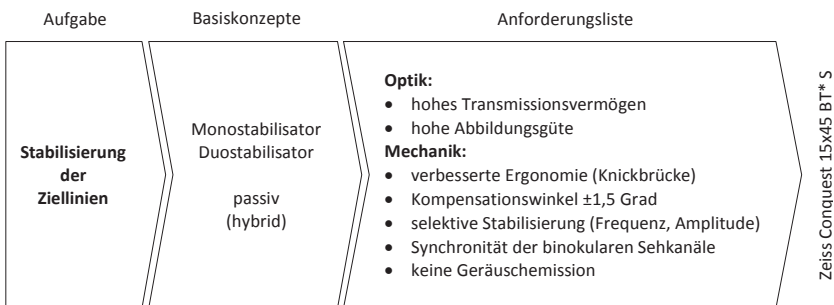 Aufgabe
Basiskonzepte
Anforderungsliste
Stabilisierung
der
Ziellinien
Monostabilisator
Duostabilisator
passiv
(hybrid)
Optik:
• hohes Transmissionsvermögen
• hohe Abbildungsgüte
Mechanik:
• verbesserte Ergonomie (Knickbrücke)
• Kompensationswinkel ±1,5 Grad
• selektive Stabilisierung (Frequenz, Amplitude)
• Synchronität der binokularen Sehkanäle
• keine Geräuschemission
Zeiss Conquest 15x45 BT* S